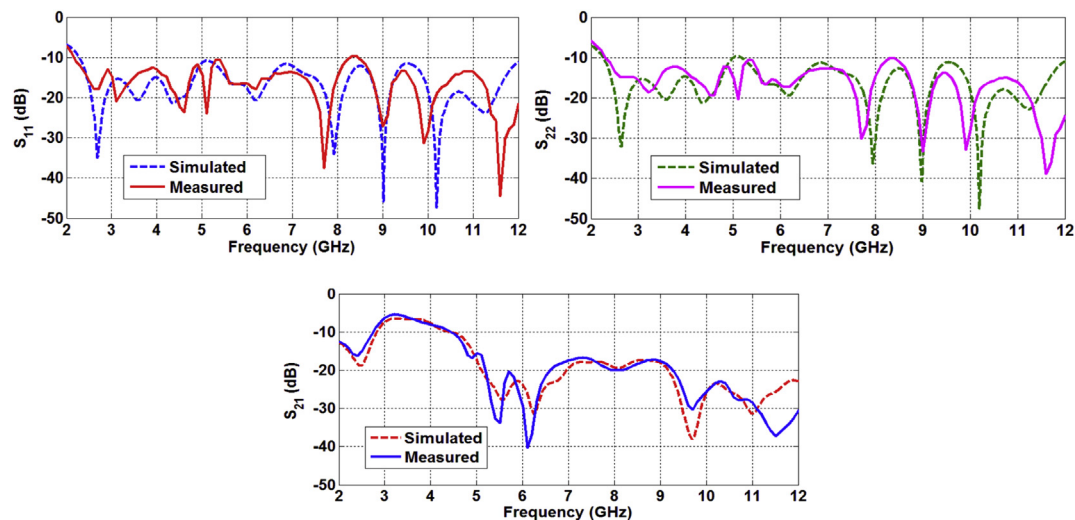 0
-10
-20
-30
-40
-50
S11 (dB)
Simulated
Measured
2 3 4 5 6 7 8 9 10 11 12
Frequency (GHz)
0
-10
-20
-30
-40
-50
S22 (dB)
Simulated
Measured
2 3 4 5 6 7 8 9 10 11 12
Frequency (GHz)
0
-10
-20
-30
-40
-50
S21 (dB)
Simulated
Measured
2 3 4 5 6 7 8 9 10 11 12
Frequency (GHz)